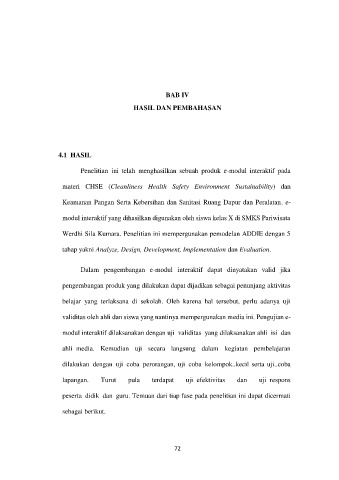 BAB IV
HASIL DAN PEMBAHASAN
4.1 HASIL
Penelitian ini telah menghasilkan sebuah produk e-modul interaktif pada
materi CHSE (Cleanliness Health Safety Environment Sustainability) dan
Keamanan Pangan Serta Kebersihan dan Sanitasi Ruang Dapur dan Peralatan. e-
modul interaktif yang dihasilkan digunakan oleh siswa kelas X di SMKS Pariwisata
Werdhi Sila Kumara. Penelitian ini mempergunakan pemodelan ADDIE dengan 5
tahap yakni Analyze, Design, Development, Implementation dan Evaluation.
Dalam pengembangan e-modul interaktif dapat dinyatakan valid jika
pengembangan produk yang dilakukan dapat dijadikan sebagai penunjang aktivitas
belajar yang terlaksana di sekolah. Oleh karena hal tersebut, perlu adanya uji
validitas oleh ahli dan siswa yang nantinya mempergunakan media ini. Pengujian e-
modul interaktif dilaksanakan dengan uji validitas yang dilaksanakan ahli isi dan
ahli media. Kemudian uji secara langsung dalam kegiatan pembelajaran
dilakukan dengan uji coba perorangan, uji coba kelompok,.kecil serta uji,.coba
lapangan. Turut pula terdapat uji efektivitas dan uji respons
peserta didik dan guru. Temuan dari tiap fase pada penelitian ini dapat dicermati
sebagai berikut.
72